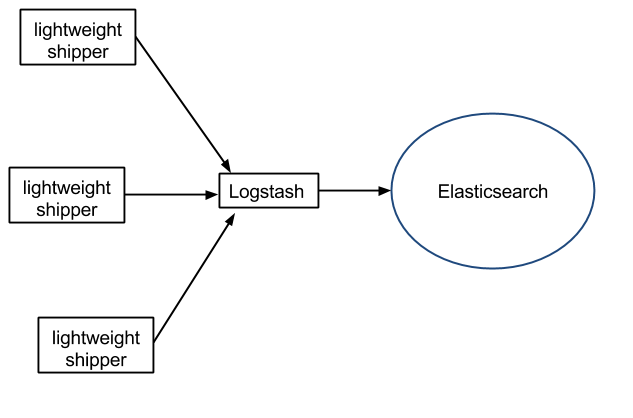 lightweight
shipper
lightweight
shipper
Logstash
Elasticsearch
lightweight
shipper